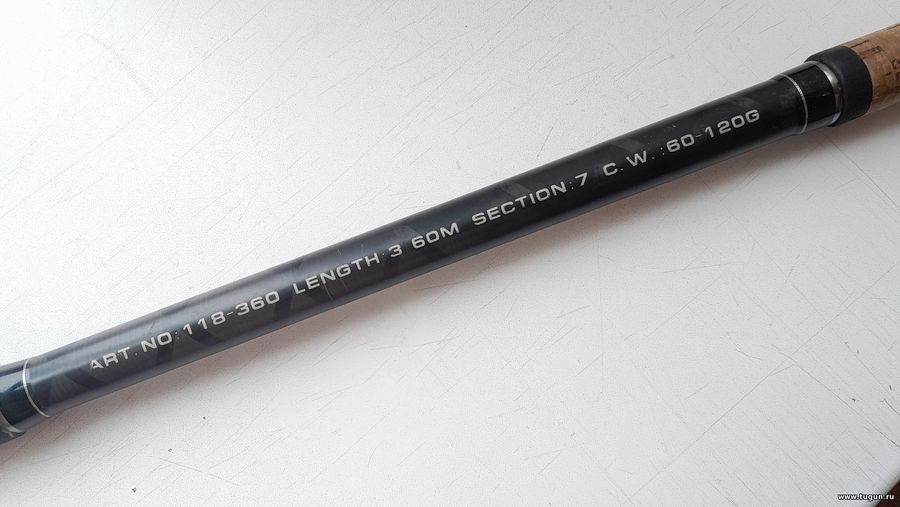 ART.NO:118-360 LENGTH:3 60M SECTION:7 C.W.:60-120G
www.tugun.ru